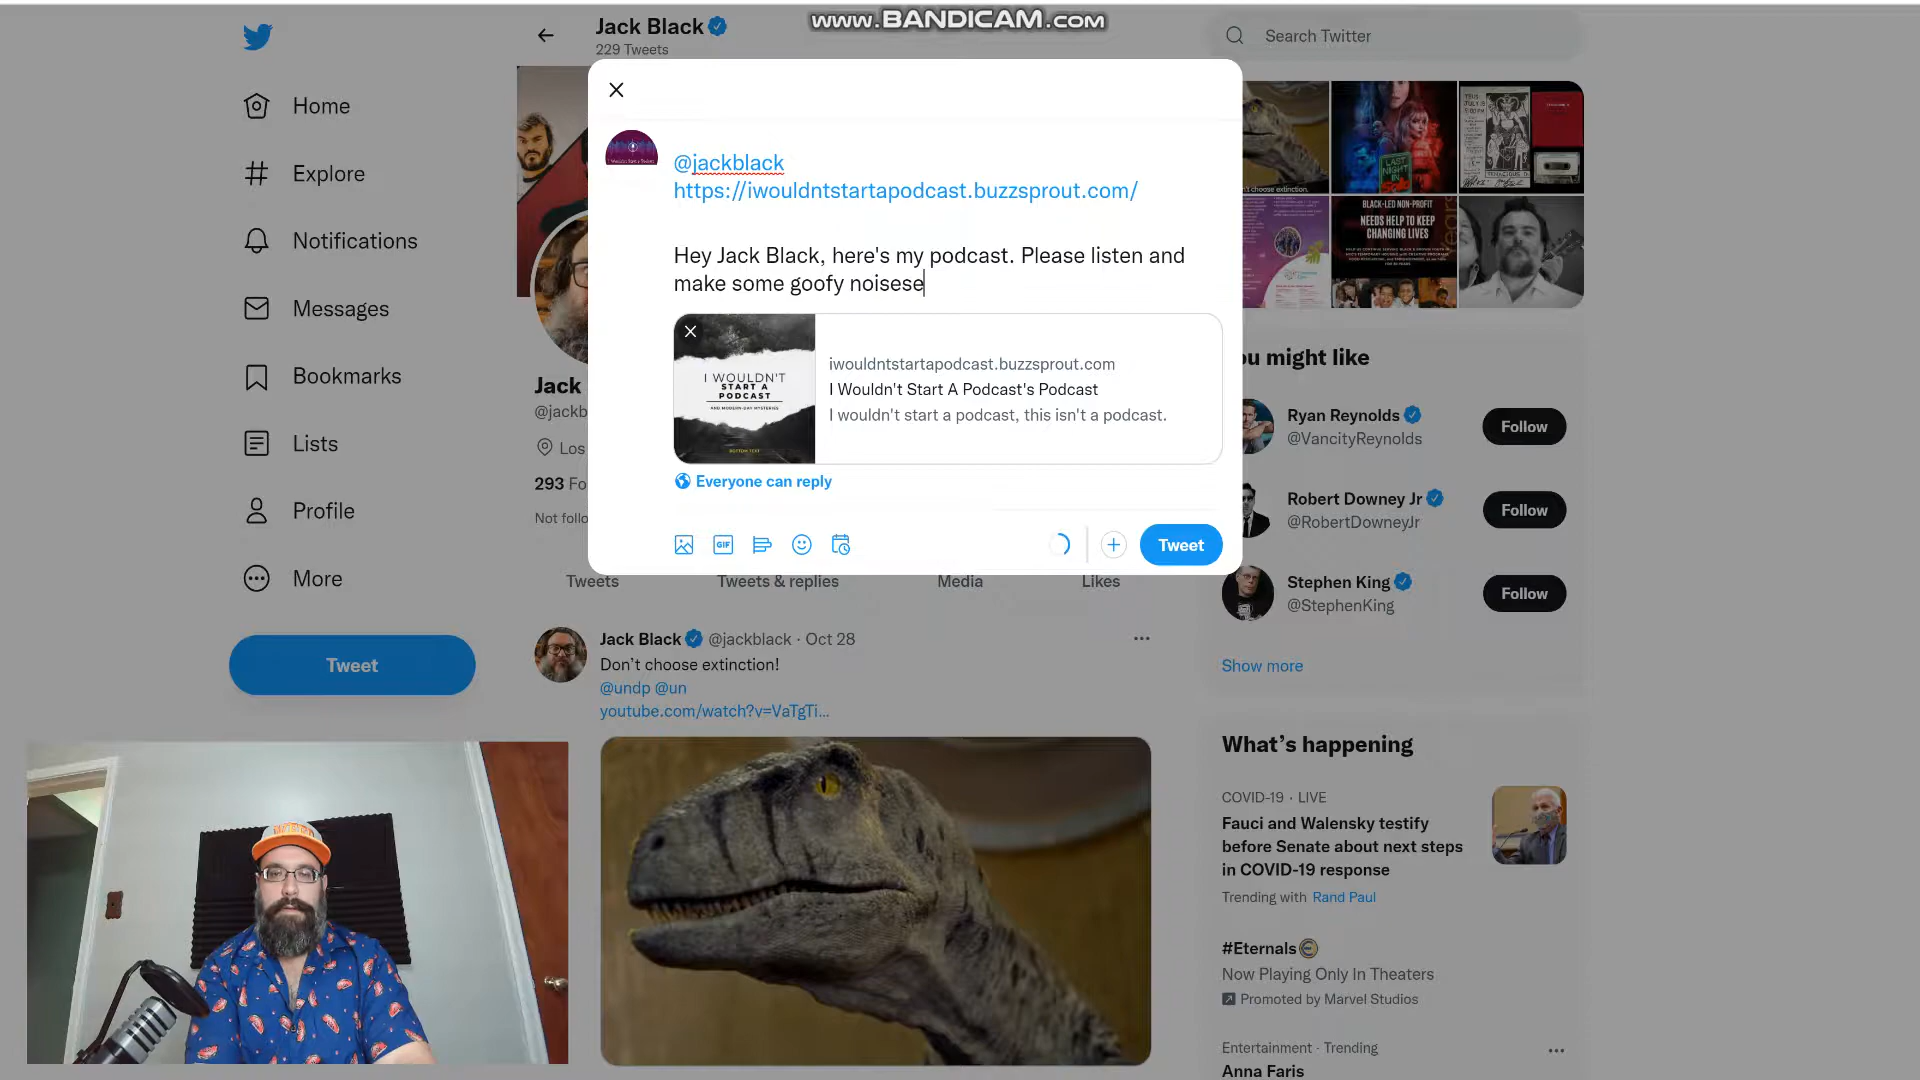 www.BANDICAM.com
Jack Black
229 Tweets
Search Twitter
Home
Explore
Notifications
Messages
Bookmarks
Lists
Profile
More
Tweet
@jackblack
https://iwouldntstartapodcast.buzzsprout.com/
Hey Jack Black, here's my podcast. Please listen and
make some goofy noisese
I WOULDN'T
START A
PODCAST
AND MODERN-DAY MYSTERIES
BOTTOM TEXT
iwouldntstartapodcast.buzzsprout.com
I Wouldn't Start A Podcast's Podcast
I wouldn't start a podcast, this isn't a podcast.
Everyone can reply
GIF
Tweet
Jack
@jackb
Los
293 Fo
Not follo
Tweets
Tweets & replies
Media
Likes
Jack Black @jackblack · Oct 28
Don't choose extinction!
@undp @un
youtube.com/watch?v=VaTgTi...
't choose extinction.
LAST
NIGHT
IN
SOHO
BLACK-LED NON-PROFIT
NEEDS HELP TO KEEP
CHANGING LIVES
ou might like
Ryan Reynolds
@VancityReynolds
Follow
Robert Downey Jr
@RobertDowneyJr
Follow
Stephen King
@StephenKing
Follow
Show more
What's happening
COVID-19 · LIVE
Fauci and Walensky testify
before Senate about next steps
in COVID-19 response
Trending with Rand Paul
#Eternals
Now Playing Only In Theaters
Promoted by Marvel Studios
Entertainment · Trending
Anna Faris